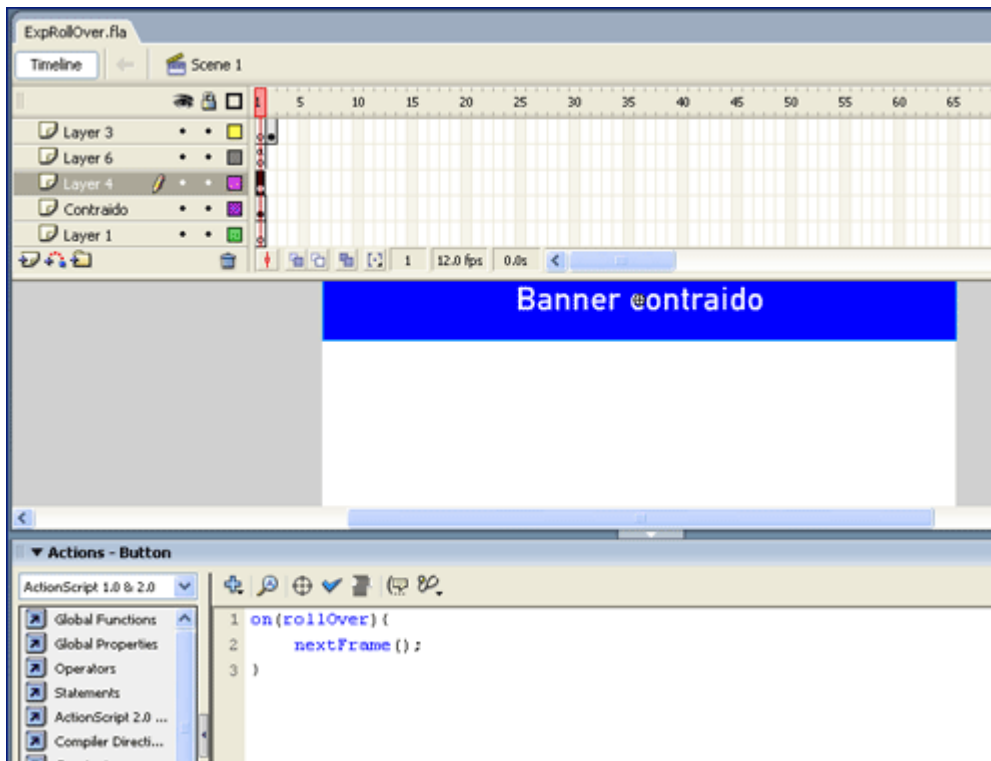 ExpRollOver.fla
Timeline
Scene 1
1 5 10 15 20 25 30 35 40 45 50 55 60 65
Layer 3
Layer 6
Layer 4
Contraido
Layer 1
1 12.0 fps 0.0s
Banner contraido
Actions - Button
ActionScript 1.0 & 2.0
Global Functions
Global Properties
Operators
Statements
ActionScript 2.0 ...
Compiler Directi...
1 on(rollOver){
2 nextFrame();
3 }